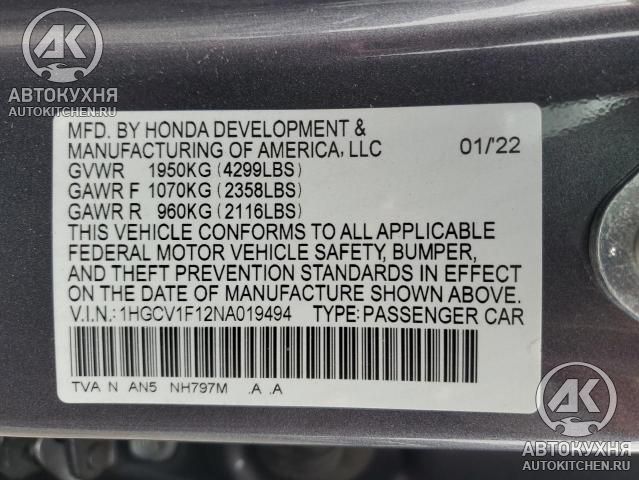 АК
АВТОКУХНЯ
AUTOKITCHEN.RU
MFD. BY HONDA DEVELOPMENT &
MANUFACTURING OF AMERICA, LLC 01/'22
GVWR 1950KG (4299LBS)
GAWR F 1070KG (2358LBS)
GAWR R 960KG (2116LBS)
THIS VEHICLE CONFORMS TO ALL APPLICABLE
FEDERAL MOTOR VEHICLE SAFETY, BUMPER,
AND THEFT PREVENTION STANDARDS IN EFFECT
ON THE DATE OF MANUFACTURE SHOWN ABOVE.
V.I.N.: 1HGCV1F12NA019494 TYPE: PASSENGER CAR
TVA N AN5 NH797M .A .A
АК
АВТОКУХНЯ
AUTOKITCHEN.RU